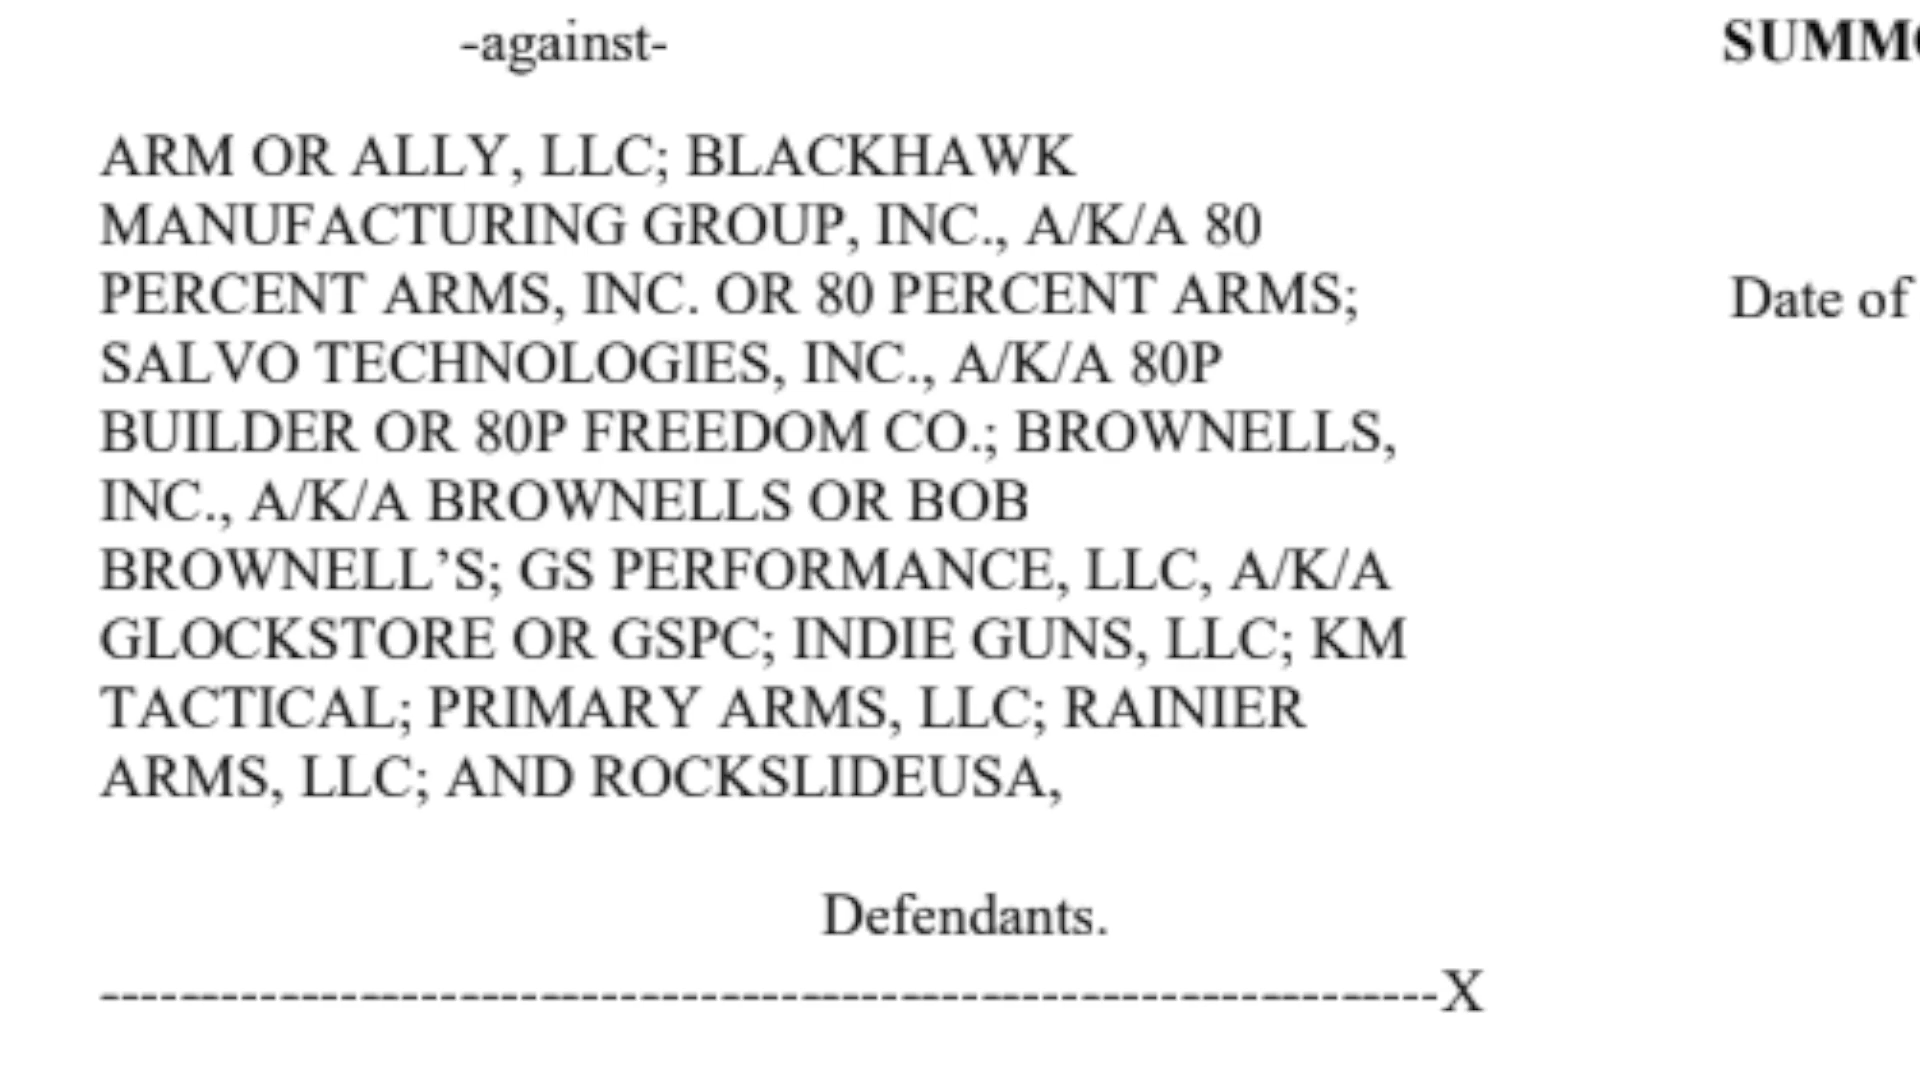 -against-
ARM OR ALLY, LLC; BLACKHAWK
MANUFACTURING GROUP, INC., A/K/A 80
PERCENT ARMS, INC. OR 80 PERCENT ARMS;
SALVO TECHNOLOGIES, INC., A/K/A 80P
BUILDER OR 80P FREEDOM CO.; BROWNELLS,
INC., A/K/A BROWNELLS OR BOB
BROWNELL’S; GS PERFORMANCE, LLC, A/K/A
GLOCKSTORE OR GSPC; INDIE GUNS, LLC; KM
TACTICAL; PRIMARY ARMS, LLC; RAINIER
ARMS, LLC; AND ROCKSLIDEUSA,
Defendants.
-------------------------------------------------------------------X
Date of